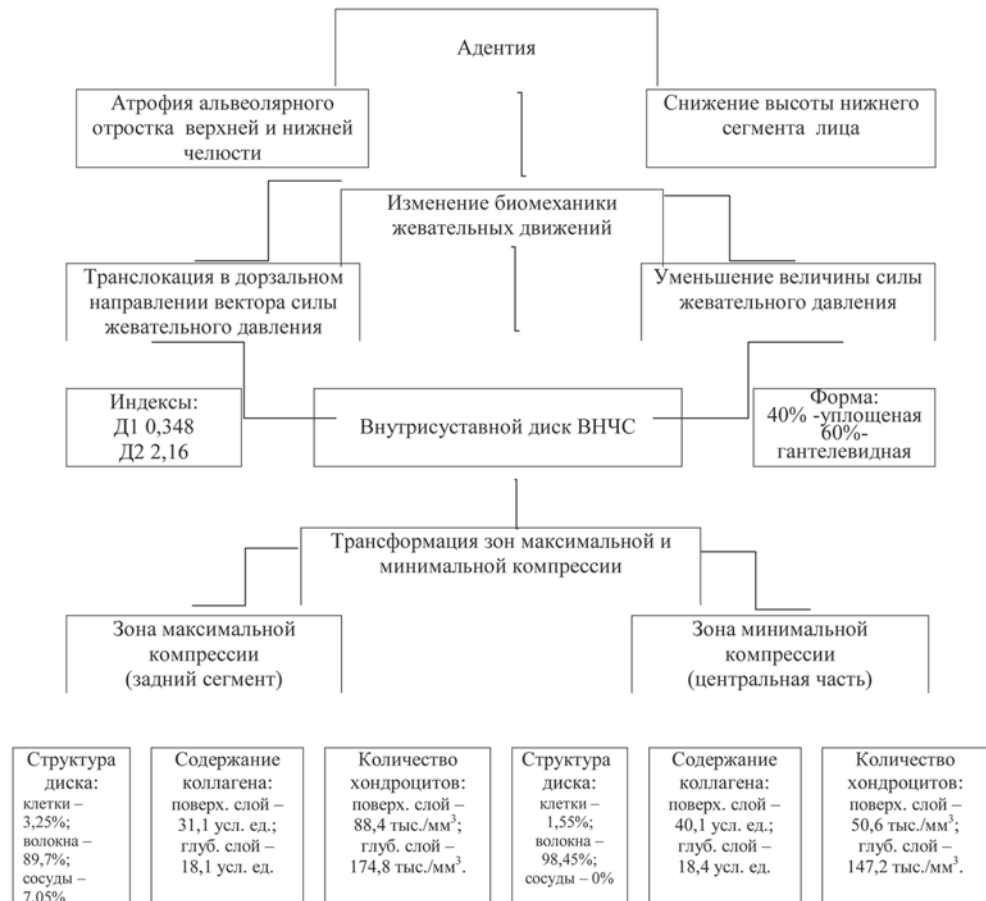 Адентия
Атрофия альвеолярного
отростка верхней и нижней
челюсти
Снижение высоты нижнего
сегмента лица
Изменение биомеханики
жевательных движений
Транслокация в дорзальном
направлении вектора силы
жевательного давления
Уменьшение величины силы
жевательного давления
Индексы:
Д1 0,348
Д2 2,16
Внутрисуставной диск ВНЧС
Форма:
40% -уплощеная
60%-
гантелевидная
Трансформация зон максимальной и
минимальной компрессии
Зона максимальной
компрессии
(задний сегмент)
Зона минимальной
компрессии
(центральная часть)
Структура
диска:
клетки –
3,25%;
волокна –
89,7%;
сосуды –
7,05%
Содержание
коллагена:
поверх. слой –
31,1 усл. ед.;
глуб. слой –
18,1 усл. ед.
Количество
хондроцитов:
поверх. слой –
88,4 тыс./мм³;
глуб. слой –
174,8 тыс./мм³.
Структура
диска:
клетки –
1,55%;
волокна –
98,45%;
сосуды – 0%
Содержание
коллагена:
поверх. слой –
40,1 усл. ед.;
глуб. слой –
18,4 усл. ед.
Количество
хондроцитов:
поверх. слой –
50,6 тыс./мм³;
глуб. слой –
147,2 тыс./мм³.